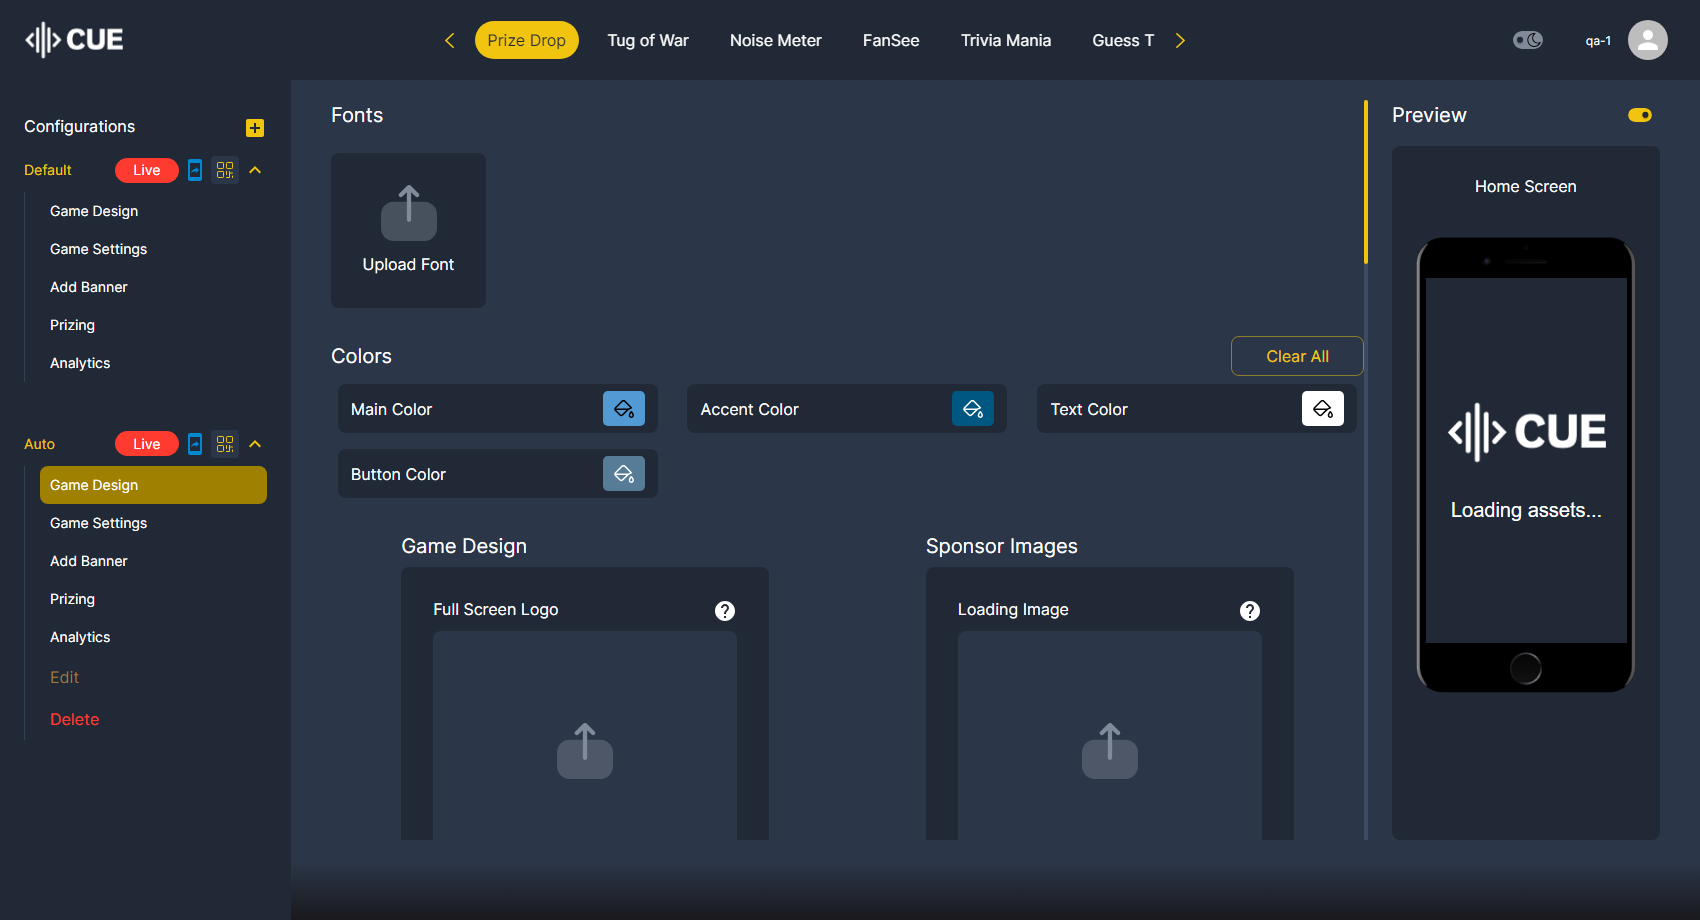 CUE
Prize Drop
Tug of War
Noise Meter
FanSee
Trivia Mania
Guess T
qa-1
Configurations
Default
Live
Game Design
Game Settings
Add Banner
Prizing
Analytics
Auto
Live
Game Design
Game Settings
Add Banner
Prizing
Analytics
Edit
Delete
Fonts
Upload Font
Colors
Clear All
Main Color
Accent Color
Text Color
Button Color
Game Design
Full Screen Logo
?
Sponsor Images
Loading Image
?
Preview
Home Screen
CUE
Loading assets...